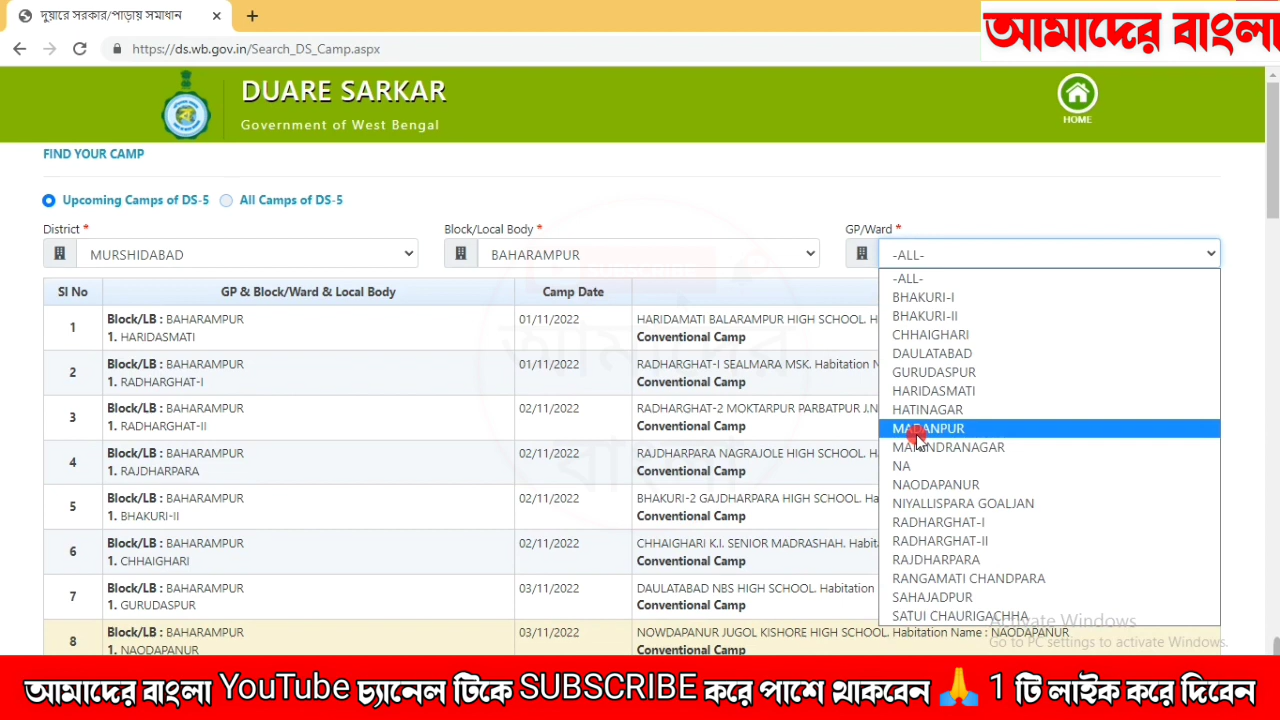 দুয়ারে সরকার/পাড়ায় সমাধান
https://ds.wb.gov.in/Search_DS_Camp.aspx
আমাদের বাংলা
DUARE SARKAR
Government of West Bengal
HOME
FIND YOUR CAMP
Upcoming Camps of DS-5 All Camps of DS-5
District * Block/Local Body * GP/Ward *
MURSHIDABAD BAHARAMPUR -ALL-
Sl No GP & Block/Ward & Local Body Camp Date
1 Block/LB : BAHARAMPUR 01/11/2022 HARIDAMATI BALARAMPUR HIGH SCHOOL. H
1. HARIDASMATI Conventional Camp
2 Block/LB : BAHARAMPUR 01/11/2022 RADHARGHAT-I SEALMARA MSK. Habitation N
1. RADHARGHAT-I Conventional Camp
3 Block/LB : BAHARAMPUR 02/11/2022 RADHARGHAT-2 MOKTARPUR PARBATPUR J.N
1. RADHARGHAT-II Conventional Camp
4 Block/LB : BAHARAMPUR 02/11/2022 RAJDHARPARA NAGRAJOLE HIGH SCHOOL. Ha
1. RAJDHARPARA Conventional Camp
5 Block/LB : BAHARAMPUR 02/11/2022 BHAKURI-2 GAJDHARPARA HIGH SCHOOL. Ha
1. BHAKURI-II Conventional Camp
6 Block/LB : BAHARAMPUR 02/11/2022 CHHAIGHARI K.I. SENIOR MADRASHAH. Habita
1. CHHAIGHARI Conventional Camp
7 Block/LB : BAHARAMPUR 03/11/2022 DAULATABAD NBS HIGH SCHOOL. Habitation
1. GURUDASPUR Conventional Camp
8 Block/LB : BAHARAMPUR 03/11/2022 NOWDAPANUR JUGOL KISHORE HIGH SCHOOL. Habitation Name : NAODAPANUR
1. NAODAPANUR Conventional Camp
-ALL-
BHAKURI-I
BHAKURI-II
CHHAIGHARI
DAULATABAD
GURUDASPUR
HARIDASMATI
HATINAGAR
MADANPUR
MANINDRANAGAR
NA
NAODAPANUR
NIYALLISPARA GOALJAN
RADHARGHAT-I
RADHARGHAT-II
RAJDHARPARA
RANGAMATI CHANDPARA
SAHAJADPUR
SATUI CHAURIGACHHA
Activate Windows
Go to PC settings to activate Windows.
আমাদের বাংলা YouTube চ্যানেল টিকে SUBSCRIBE করে পাশে থাকবেন 🙏 1 টি লাইক করে দিবেন